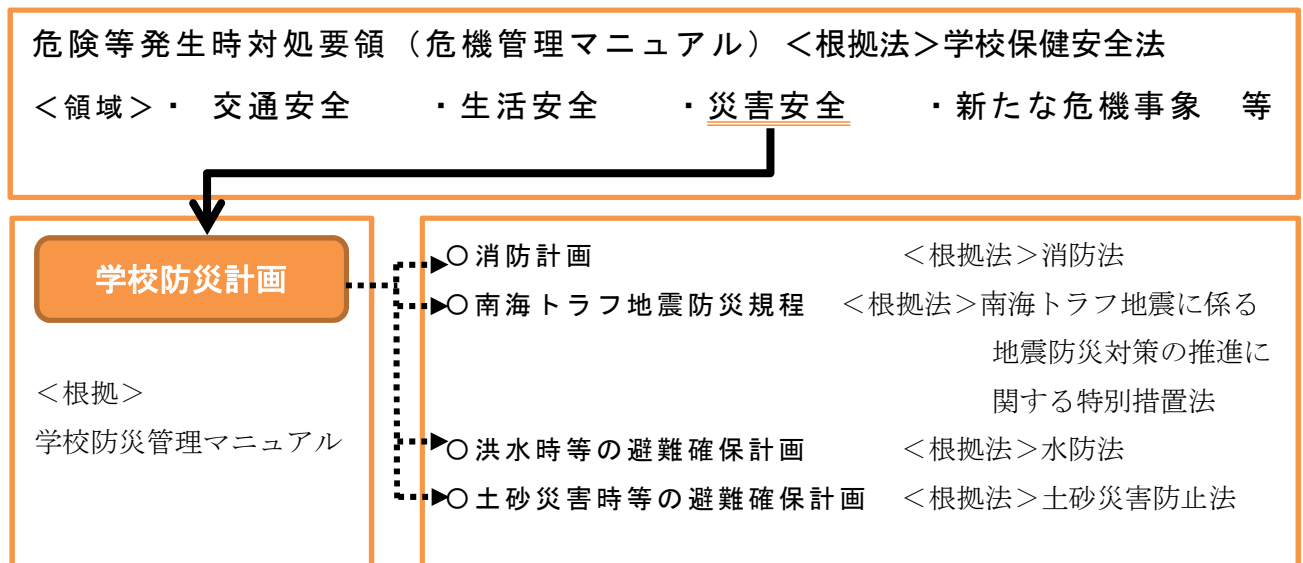 危険等発生時対処要領（危機管理マニュアル）＜根拠法＞学校保健安全法
＜領域＞・ 交通安全 ・生活安全 ・災害安全 ・新たな危機事象 等
学校防災計画
＜根拠＞
学校防災管理マニュアル
○消防計画 ＜根拠法＞消防法
○南海トラフ地震防災規程 ＜根拠法＞南海トラフ地震に係る
地震防災対策の推進に
関する特別措置法
○洪水時等の避難確保計画 ＜根拠法＞水防法
○土砂災害時等の避難確保計画 ＜根拠法＞土砂災害防止法